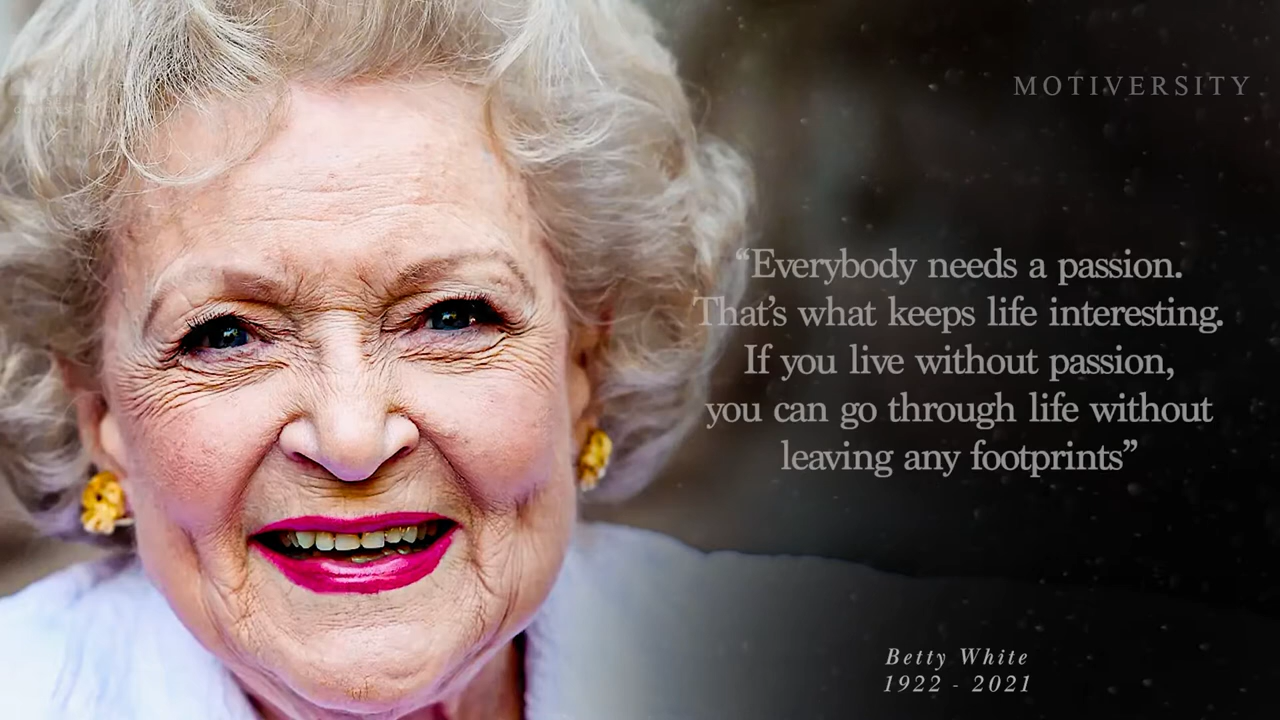 MOTIVERSITY
“Everybody needs a passion.
That’s what keeps life interesting.
If you live without passion,
you can go through life without
leaving any footprints”
Betty White
1922 - 2021